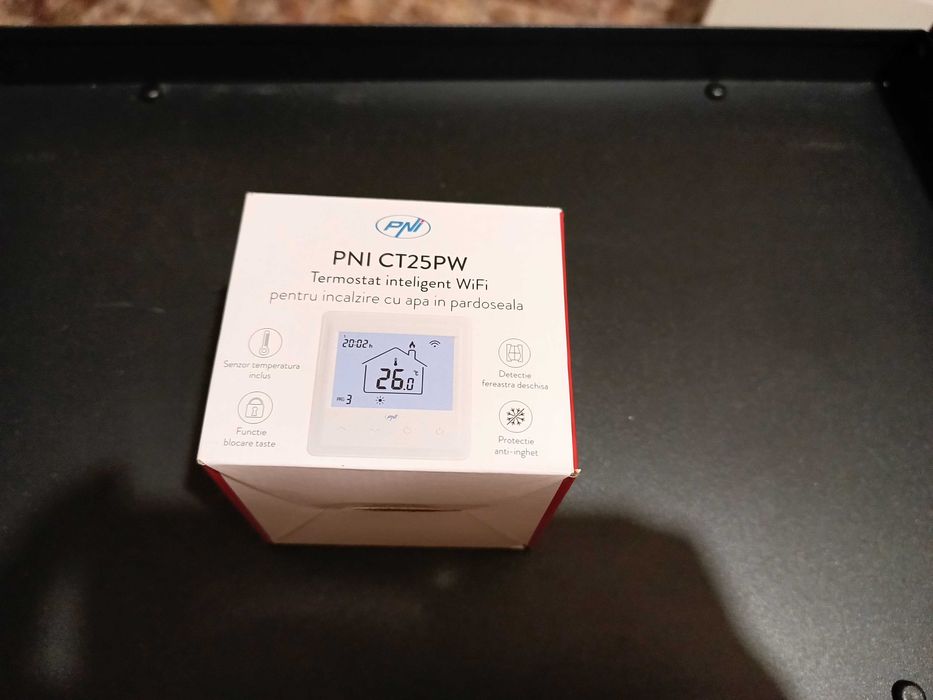 PNI
PNI CT25PW
Termostat inteligent WiFi
pentru incalzire cu apa in pardoseala
20:02h
26.0 °C
PRG 3
PNI
Senzor temperatura
inclus
Functie
blocare taste
Detectie
fereastra deschisa
Protectie
anti-inghet